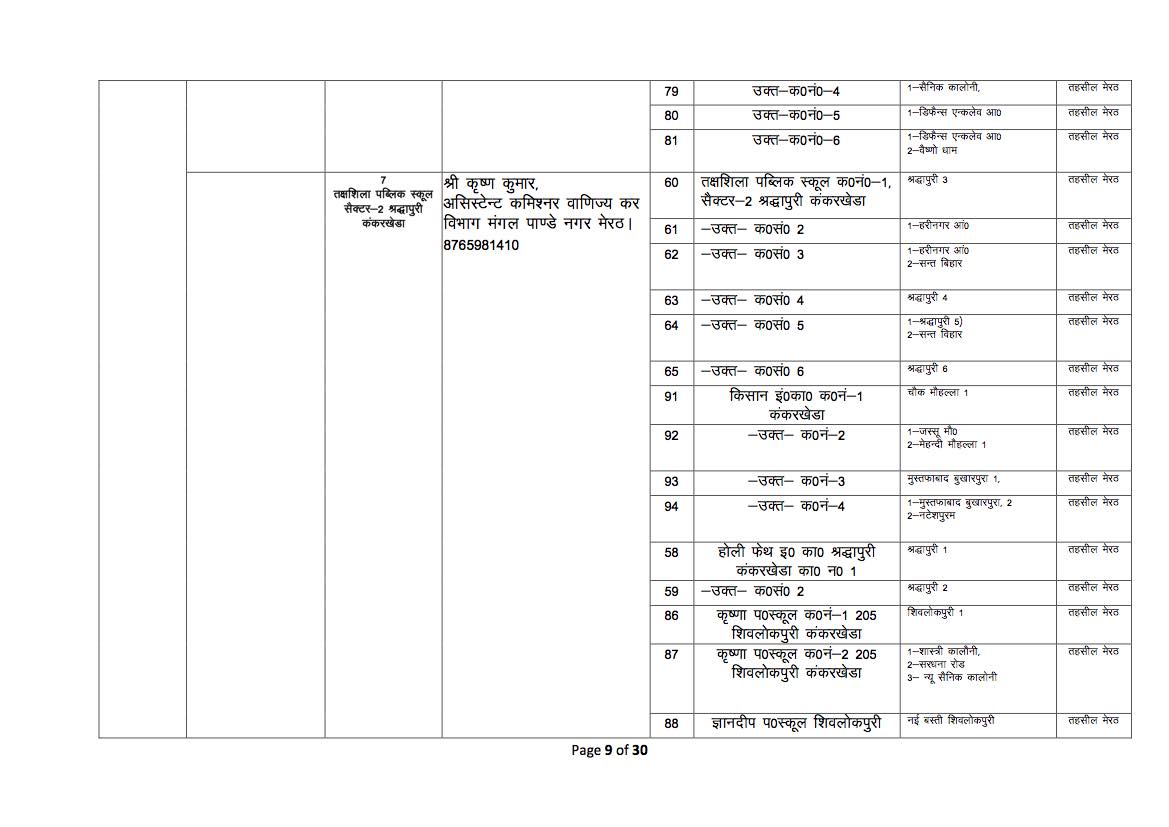 79 उक्त–क0नं0–4 1–सैनिक कालोनी, तहसील मेरठ
80 उक्त–क0नं0–5 1–डिफैन्स एन्कलेव आ0 तहसील मेरठ
81 उक्त–क0नं0–6 1–डिफैन्स एन्कलेव आ0 तहसील मेरठ
2–वैष्णो धाम
7
तक्षशिला पब्लिक स्कूल
सैक्टर–2 श्रद्धापुरी
कंकरखेडा
श्री कृष्ण कुमार,
असिस्टेन्ट कमिश्नर वाणिज्य कर
विभाग मंगल पाण्डे नगर मेरठ।
8765981410
60 तक्षशिला पब्लिक स्कूल क0नं0–1, श्रद्धापुरी 3 तहसील मेरठ
सैक्टर–2 श्रद्धापुरी कंकरखेडा
61 –उक्त– क0सं0 2 1–हरीनगर आं0 तहसील मेरठ
62 –उक्त– क0सं0 3 1–हरीनगर आं0 तहसील मेरठ
2–सन्त बिहार
63 –उक्त– क0सं0 4 श्रद्धापुरी 4 तहसील मेरठ
64 –उक्त– क0सं0 5 1–श्रद्धापुरी 5) तहसील मेरठ
2–सन्त विहार
65 –उक्त– क0सं0 6 श्रद्धापुरी 6 तहसील मेरठ
91 किसान इं0का0 क0नं–1 चौक मौहल्ला 1 तहसील मेरठ
कंकरखेडा
92 –उक्त– क0नं–2 1–जस्सू मौ0 तहसील मेरठ
2–मेहन्दी मौहल्ला 1
93 –उक्त– क0नं–3 मुस्तफाबाद बुखारपुरा 1, तहसील मेरठ
94 –उक्त– क0नं–4 1–मुस्तफाबाद बुखारपुरा, 2 तहसील मेरठ
2–नटेशपुरम
58 होली फेथ इ0 का0 श्रद्धापुरी श्रद्धापुरी 1 तहसील मेरठ
कंकरखेडा का0 न0 1
59 –उक्त– क0सं0 2 श्रद्धापुरी 2 तहसील मेरठ
86 कृष्णा प0स्कूल क0नं–1 205 शिवलोकपुरी 1 तहसील मेरठ
शिवलोकपुरी कंकरखेडा
87 कृष्णा प0स्कूल क0नं–2 205 1–शास्त्री कालौनी, तहसील मेरठ
शिवलोकपुरी कंकरखेडा 2–सरधना रोड
3– न्यू सैनिक कालोनी
88 ज्ञानदीप प0स्कूल शिवलोकपुरी नई बस्ती शिवलोकपुरी तहसील मेरठ
Page 9 of 30